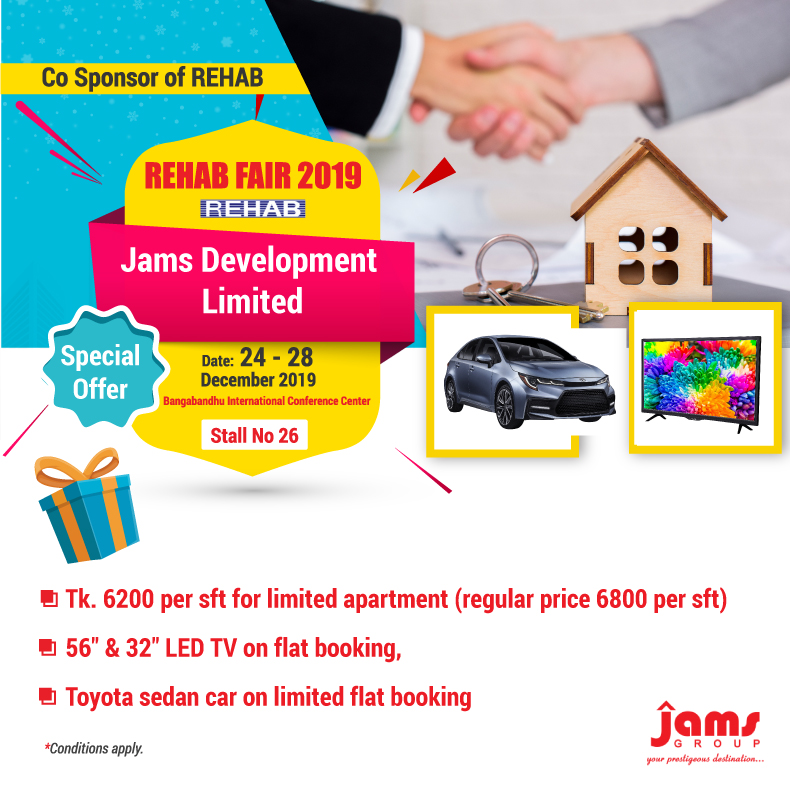 Co Sponsor of REHAB
REHAB FAIR 2019
REHAB
Jams Development
Limited
Special
Offer
Date: 24 - 28
December 2019
Bangabandhu International Conference Center
Stall No 26
Tk. 6200 per sft for limited apartment (regular price 6800 per sft)
56" & 32" LED TV on flat booking,
Toyota sedan car on limited flat booking
*Conditions apply.
jams
GROUP
your prestigeous destination...